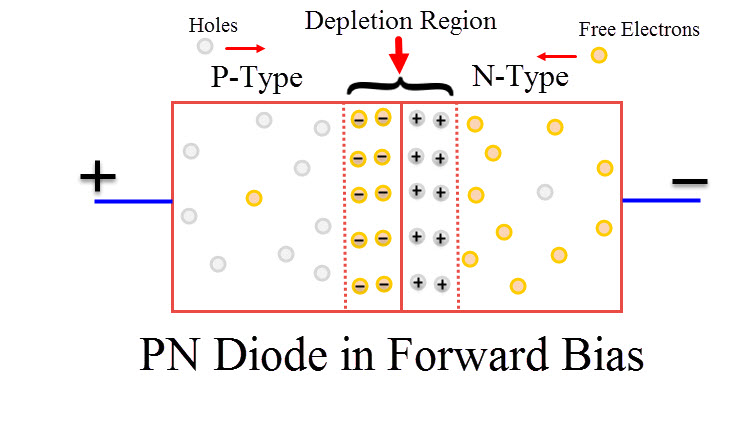 Depletion Region
Holes
Free Electrons
P-Type
N-Type
PN Diode in Forward Bias